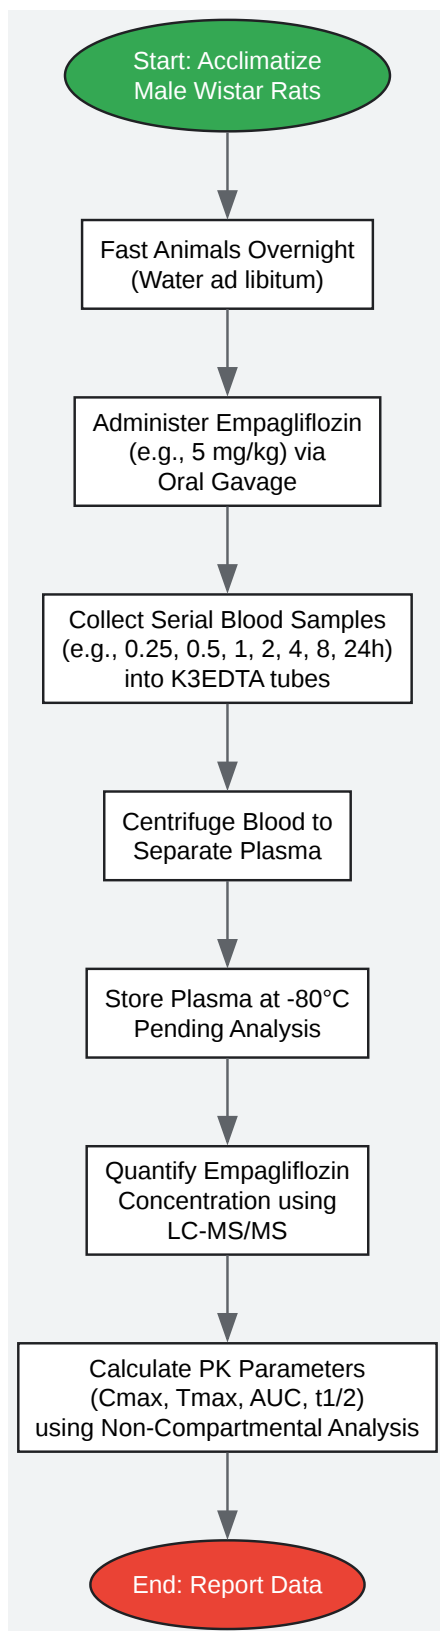 Start: Acclimatize
Male Wistar Rats
Fast Animals Overnight
(Water ad libitum)
Administer Empagliflozin
(e.g., 5 mg/kg) via
Oral Gavage
Collect Serial Blood Samples
(e.g., 0.25, 0.5, 1, 2, 4, 8, 24h)
into K3EDTA tubes
Centrifuge Blood to
Separate Plasma
Store Plasma at -80°C
Pending Analysis
Quantify Empagliflozin
Concentration using
LC-MS/MS
Calculate PK Parameters
(Cmax, Tmax, AUC, t1/2)
using Non-Compartmental Analysis
End: Report Data